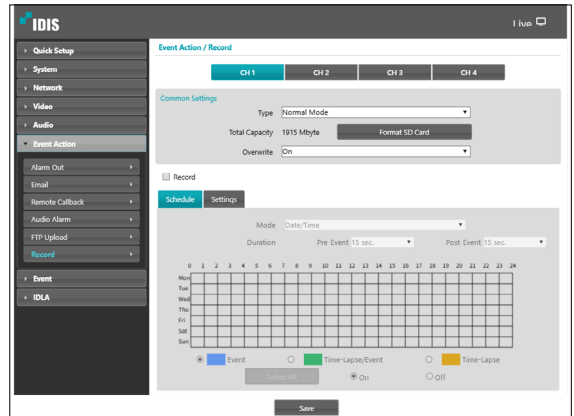 IDIS
Live
Quick Setup
System
Network
Video
Audio
Event Action
Alarm Out
Email
Remote Callback
Audio Alarm
FTP Upload
Record
Event
IDLA
Event Action / Record
CH 1 CH 2 CH 3 CH 4
Common Settings
Type Normal Mode
Total Capacity 1915 Mbyte Format SD Card
Overwrite On
Record
Schedule Settings
Mode Date/Time
Duration Pre Event 15 sec. Post Event 15 sec.
0 1 2 3 4 5 6 7 8 9 10 11 12 13 14 15 16 17 18 19 20 21 22 23 24
Mon
Tue
Wed
Thu
Fri
Sat
Sun
Event Time-Lapse/Event Time-Lapse
Select All On Off
Save